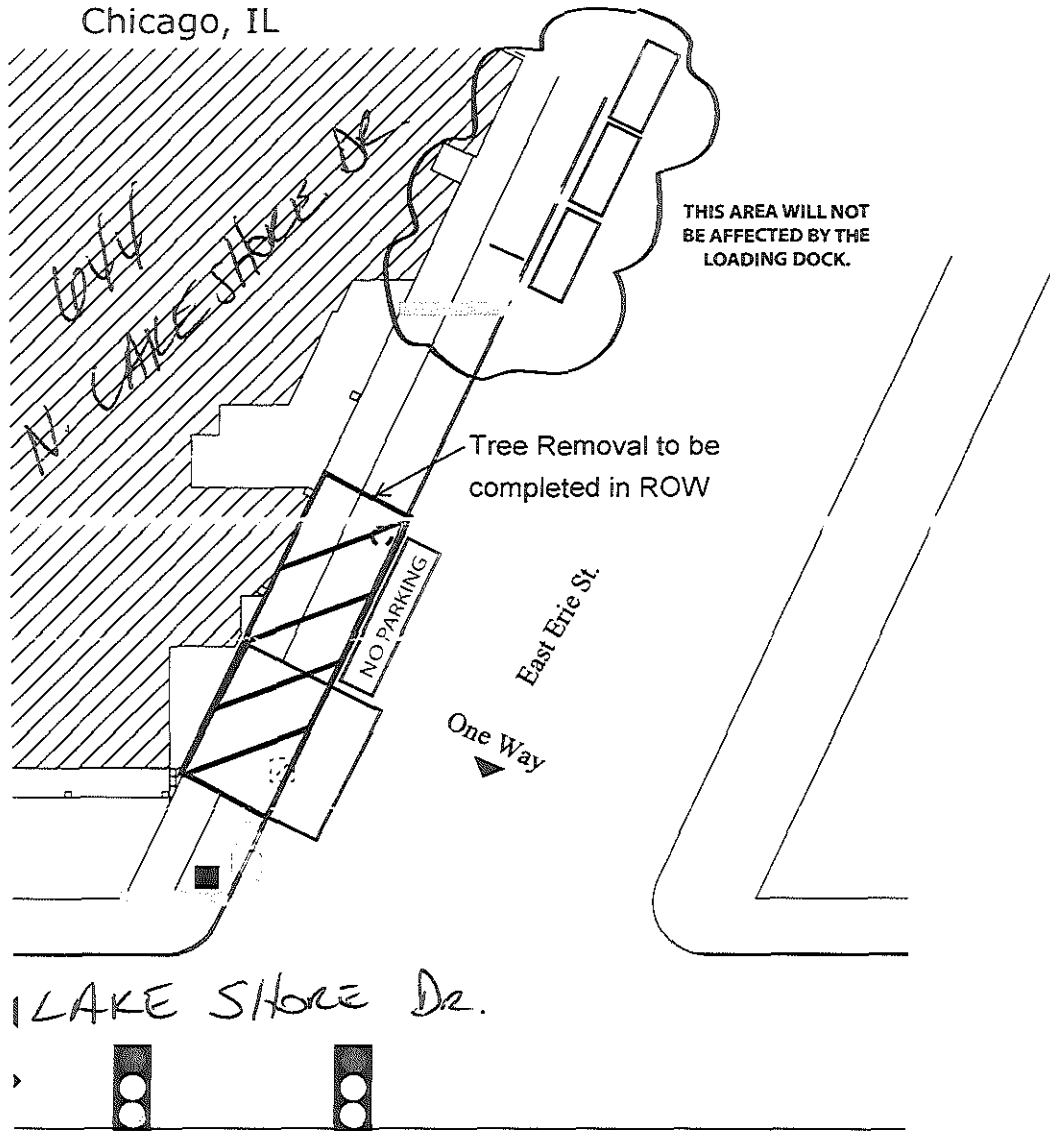 Chicago, IL
THIS AREA WILL NOT
BE AFFECTED BY THE
LOADING DOCK.
N. LAKE SHORE DR
Tree Removal to be
completed in ROW
NO PARKING
East Erie St.
One Way
LAKE SHORE DR.